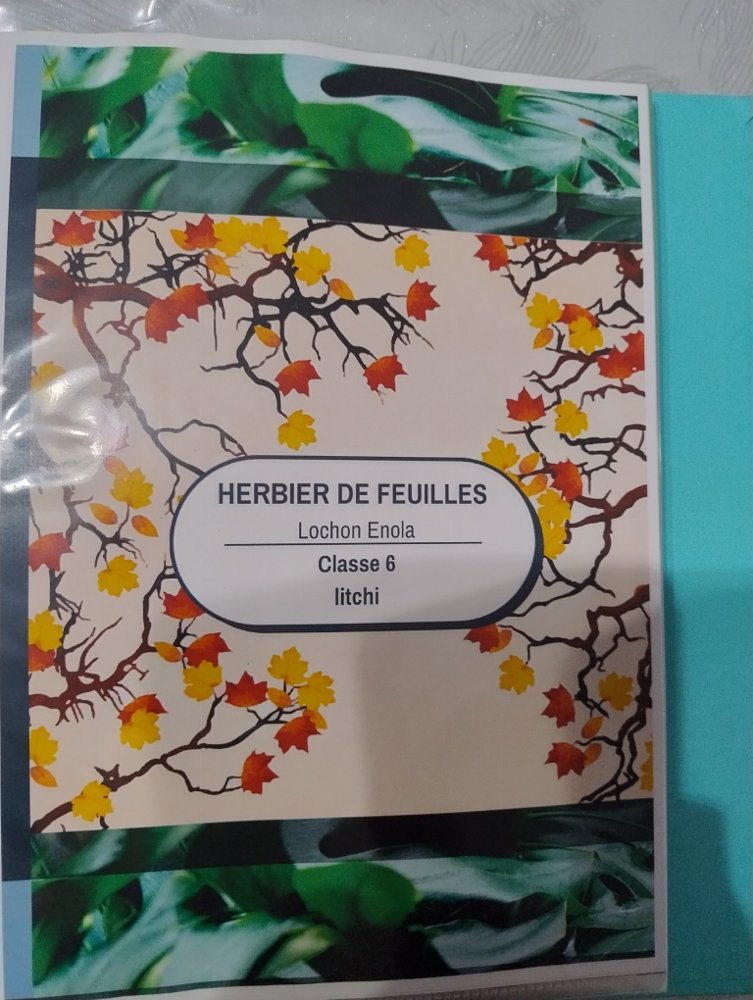 HERBIER DE FEUILLES
Lochon Enola
Classe 6
litchi